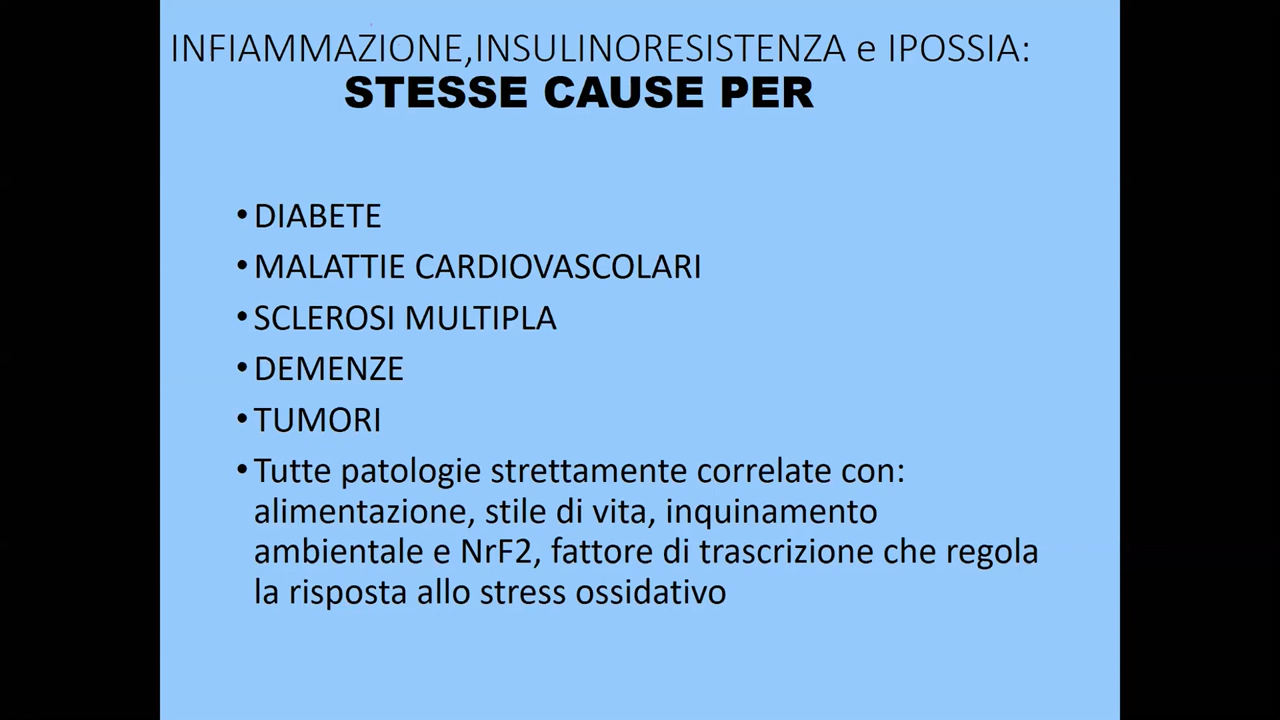 INFIAMMAZIONE,INSULINORESISTENZA e IPOSSIA:
STESSE CAUSE PER
• DIABETE
• MALATTIE CARDIOVASCOLARI
• SCLEROSI MULTIPLA
• DEMENZE
• TUMORI
• Tutte patologie strettamente correlate con:
alimentazione, stile di vita, inquinamento
ambientale e NrF2, fattore di trascrizione che regola
la risposta allo stress ossidativo